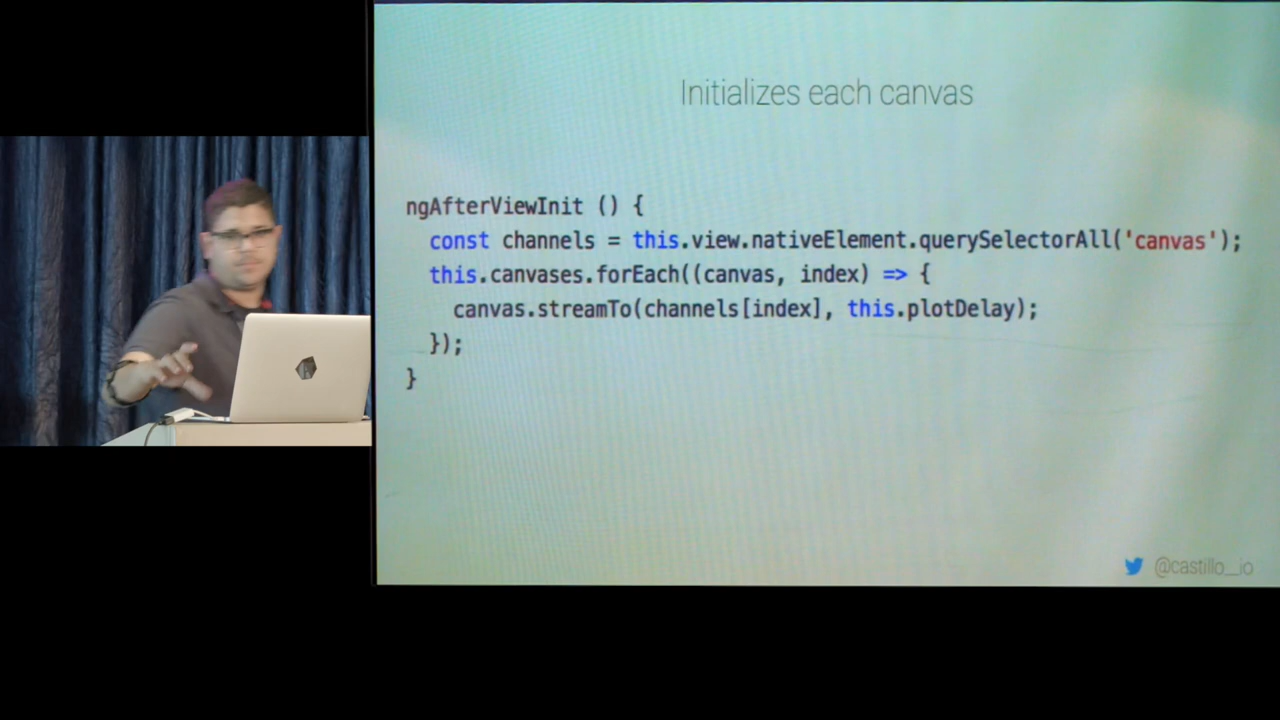 Initializes each canvas
ngAfterViewInit () {
const channels = this.view.nativeElement.querySelectorAll('canvas');
this.canvases.forEach((canvas, index) => {
canvas.streamTo(channels[index], this.plotDelay);
});
}
@castillo__io